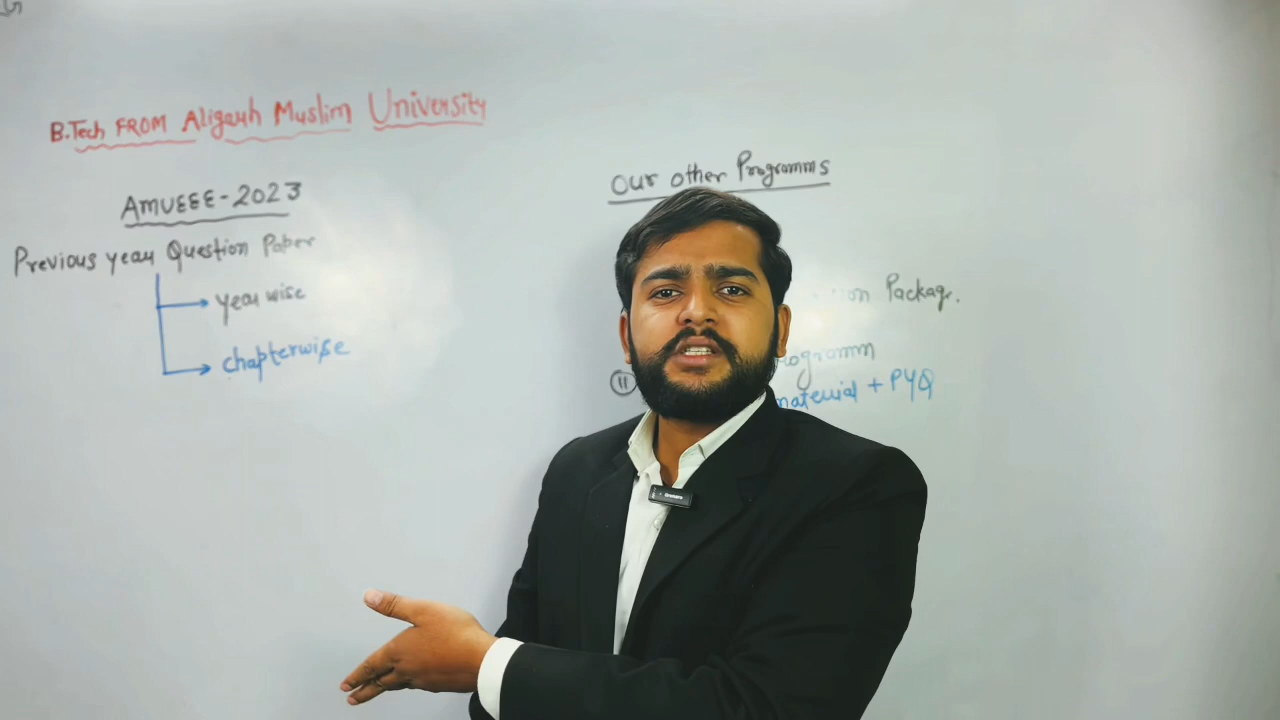 B.Tech FROM Aligarh Muslim University
AMUEEE-2023
Previous year Question Paper
year wise
chapterwise
Our other Programms
Packag.
11
material + PYQ